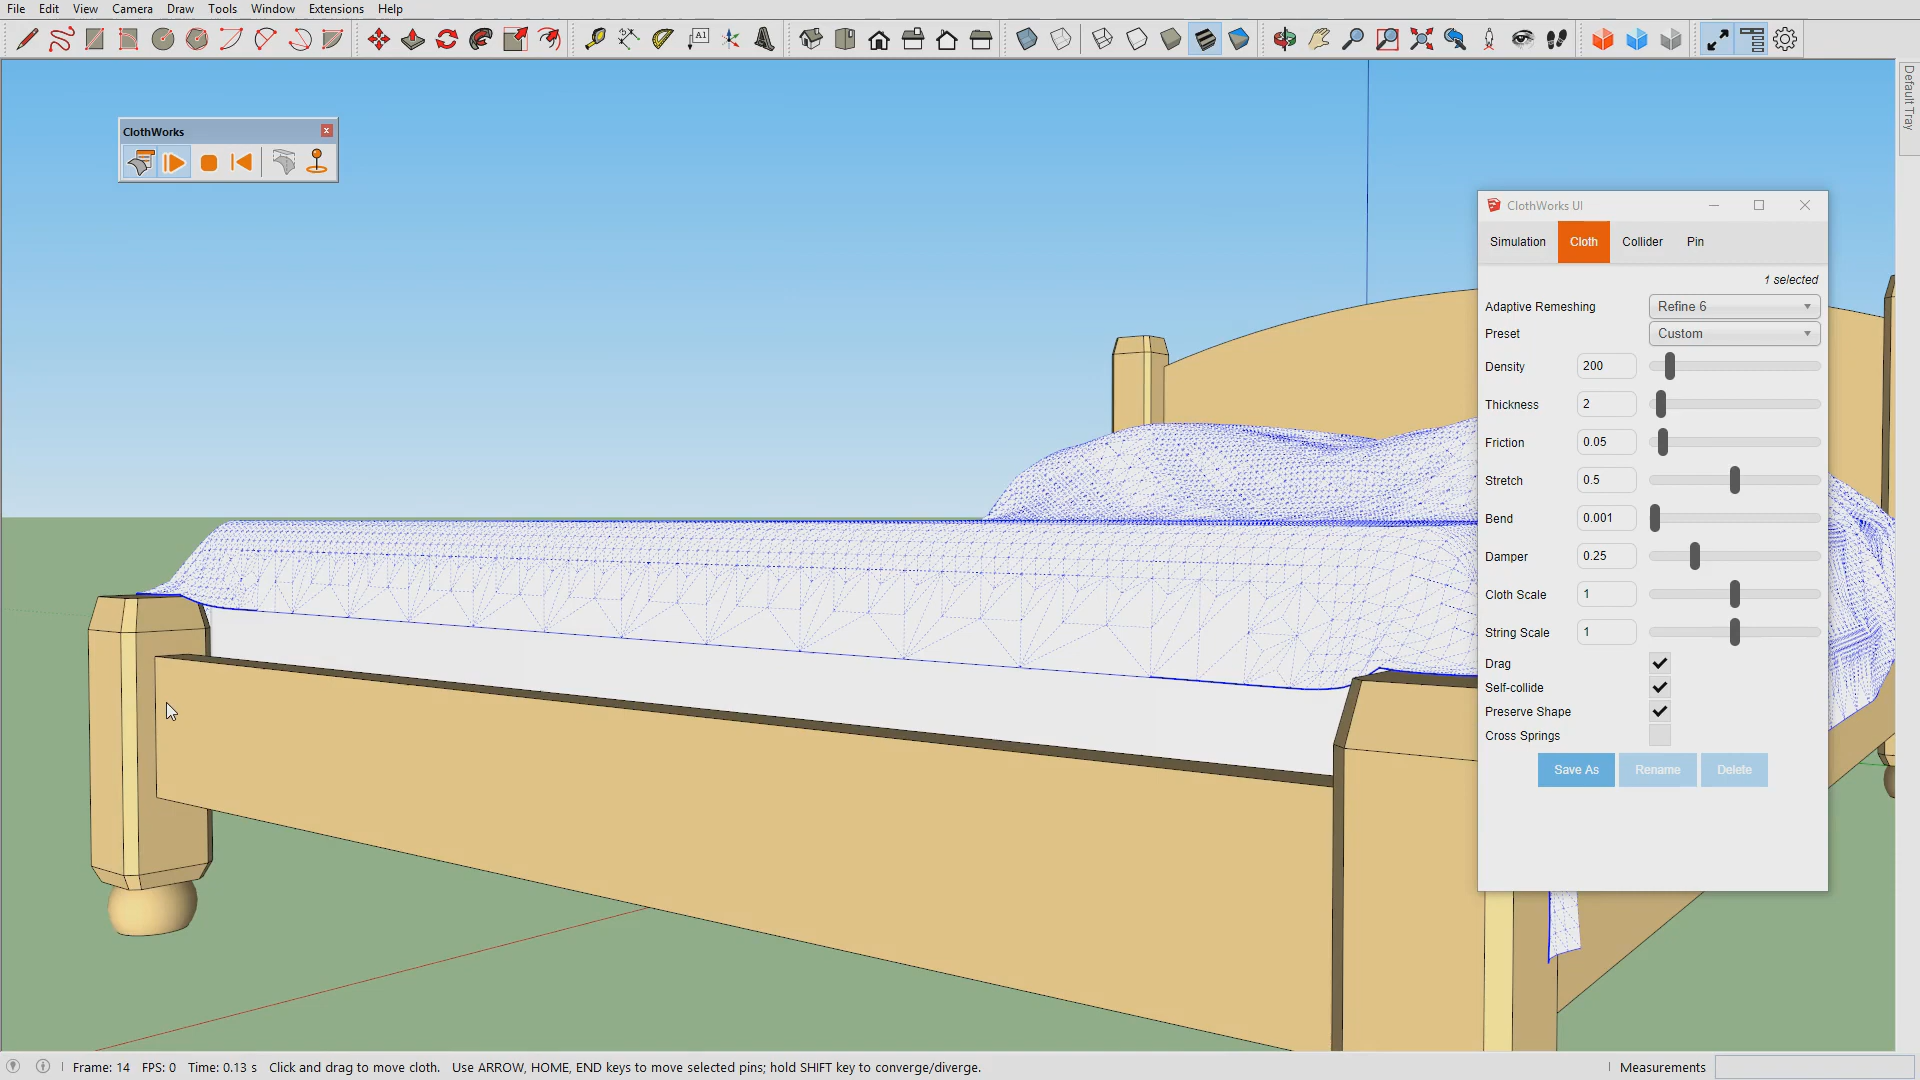 File Edit View Camera Draw Tools Window Extensions Help
A1
Default Tray
ClothWorks
ClothWorks UI
Simulation Cloth Collider Pin
1 selected
Adaptive Remeshing Refine 6
Preset Custom
Density 200
Thickness 2
Friction 0.05
Stretch 0.5
Bend 0.001
Damper 0.25
Cloth Scale 1
String Scale 1
Drag
Self-collide
Preserve Shape
Cross Springs
Save As Rename Delete
Frame: 14 FPS: 0 Time: 0.13 s Click and drag to move cloth. Use ARROW, HOME, END keys to move selected pins; hold SHIFT key to converge/diverge. Measurements